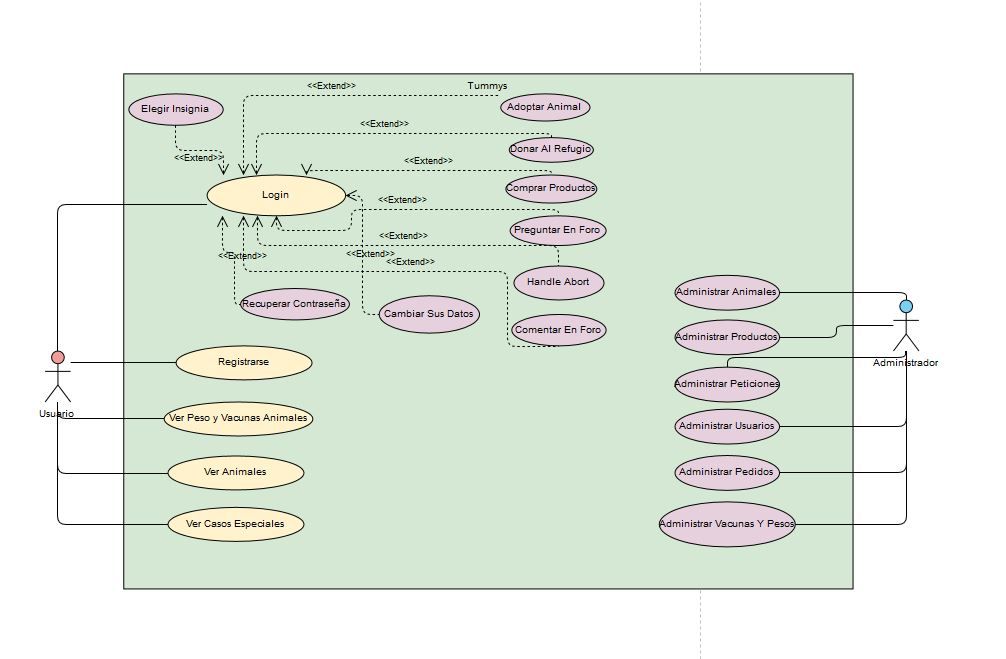 Tummys
<<Extend>>
Elegir Insignia
Adoptar Animal
<<Extend>>
Donar Al Refugio
<<Extend>>
<<Extend>>
Comprar Productos
Login
<<Extend>>
Preguntar En Foro
<<Extend>>
<<Extend>>
<<Extend>>
<<Extend>>
Handle Abort
Recuperar Contraseña
Cambiar Sus Datos
Comentar En Foro
Administrar Animales
Administrar Productos
Administrador
Registrarse
Administrar Peticiones
Usuario
Ver Peso y Vacunas Animales
Administrar Usuarios
Ver Animales
Administrar Pedidos
Ver Casos Especiales
Administrar Vacunas Y Pesos